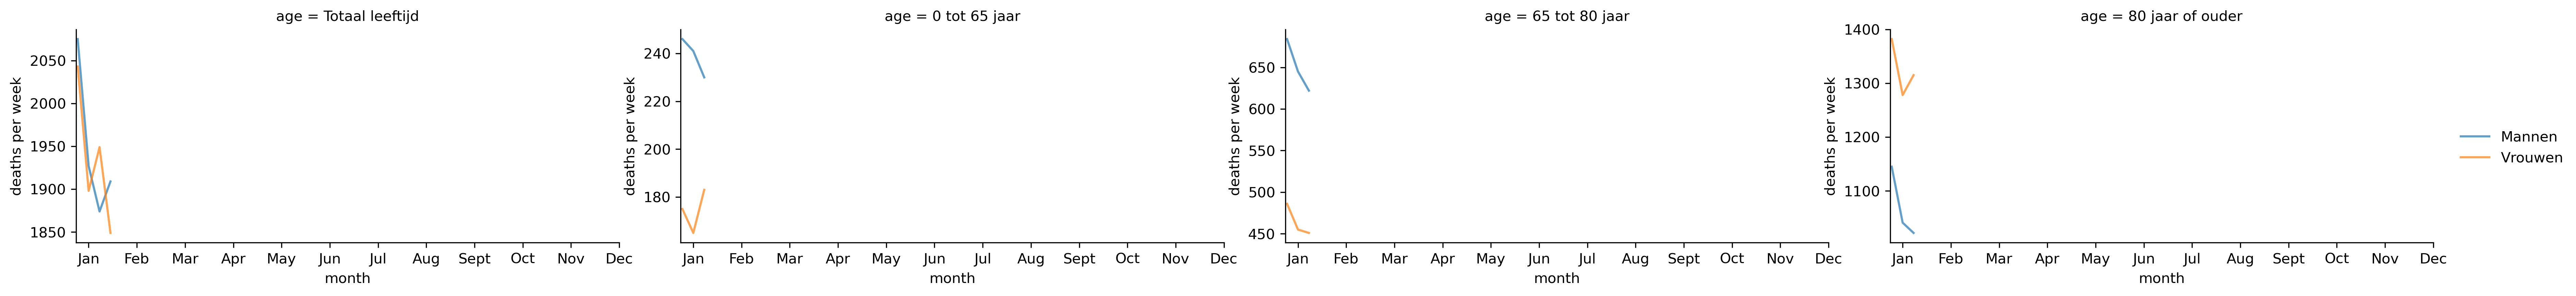 age = Totaal leeftijd
deaths per week
2050
2000
1950
1900
1850
Jan Feb Mar Apr May Jun Jul Aug Sept Oct Nov Dec
month
age = 0 tot 65 jaar
deaths per week
240
220
200
180
Jan Feb Mar Apr May Jun Jul Aug Sept Oct Nov Dec
month
age = 65 tot 80 jaar
deaths per week
650
600
550
500
450
Jan Feb Mar Apr May Jun Jul Aug Sept Oct Nov Dec
month
age = 80 jaar of ouder
deaths per week
1400
1300
1200
1100
Jan Feb Mar Apr May Jun Jul Aug Sept Oct Nov Dec
month
Mannen
Vrouwen